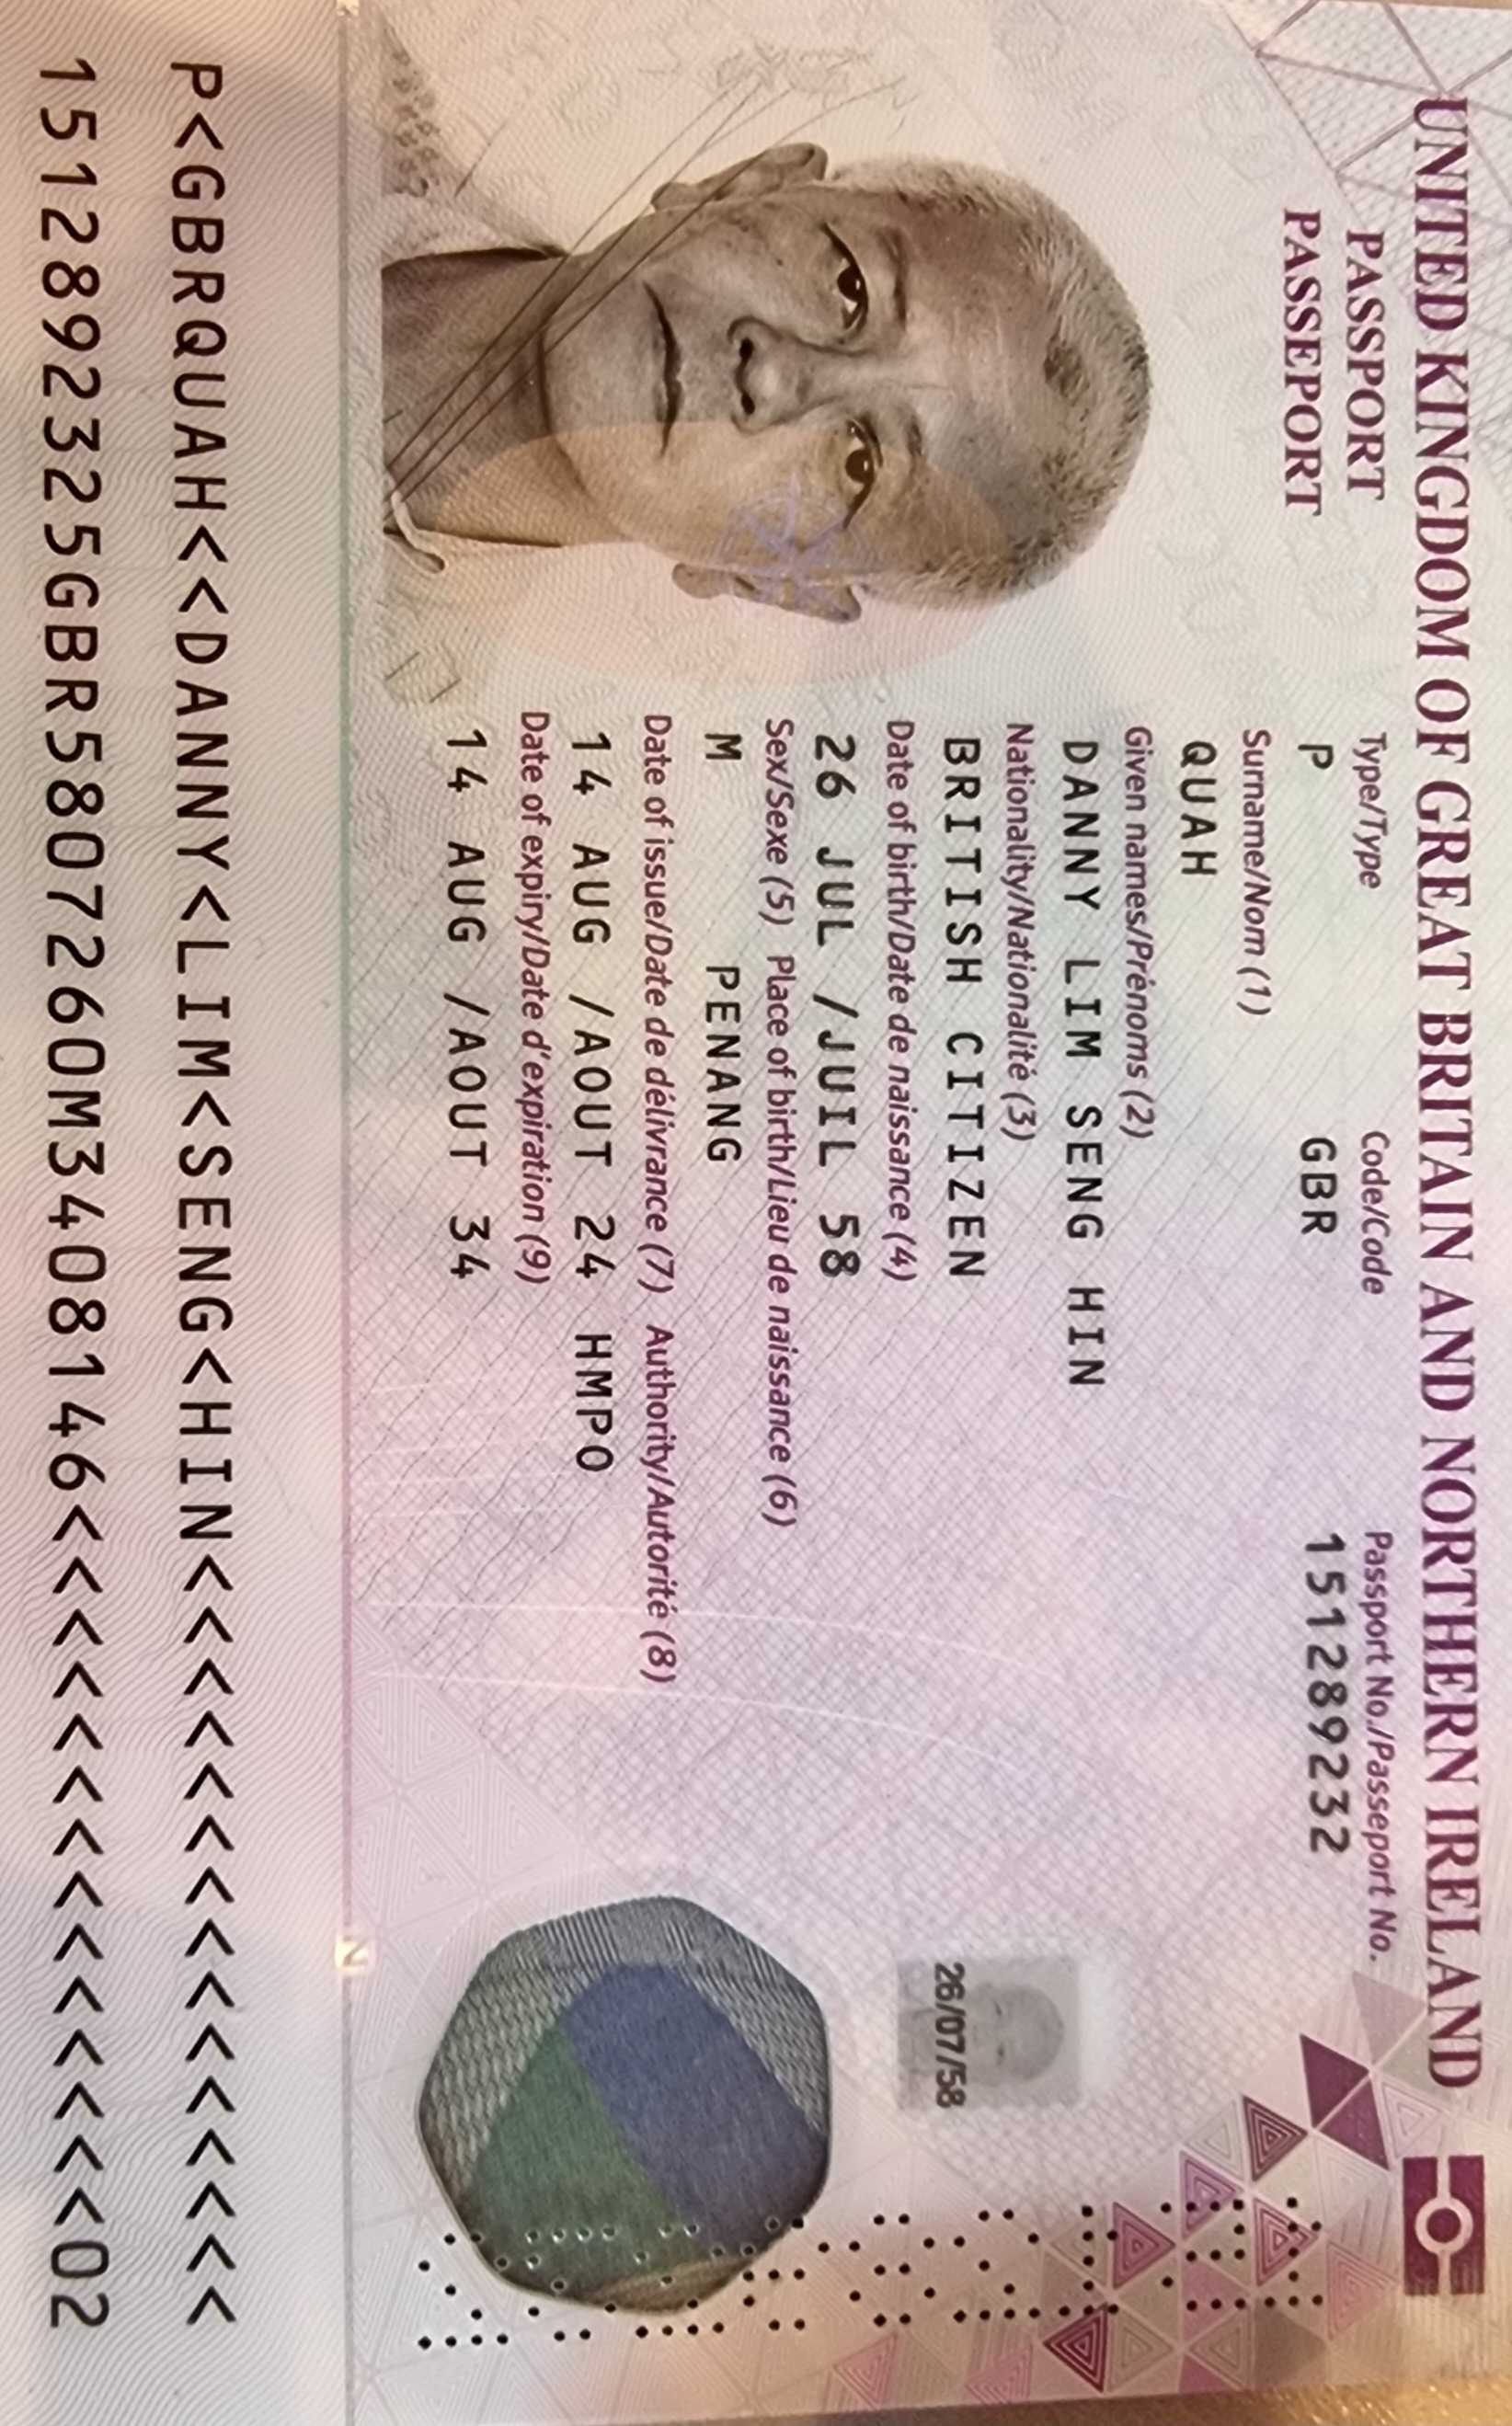 UNITED KINGDOM OF GREAT BRITAIN AND NORTHERN IRELAND
PASSPORT
PASSEPORT
Type/Type Code/Code Passport No./Passeport No.
P GBR 151289232
Surname/Nom (1)
QUAH
Given names/Prénoms (2)
DANNY LIM SENG HIN
Nationality/Nationalité (3)
BRITISH CITIZEN
Date of birth/Date de naissance (4)
26 JUL /JUIL 58
Sex/Sexe (5) Place of birth/Lieu de naissance (6)
M PENANG
Date of issue/Date de délivrance (7) Authority/Autorité (8)
14 AUG /AOUT 24 HMPO
Date of expiry/Date d'expiration (9)
14 AUG /AOUT 34
26/07/58
P<GBRQUAH<<DANNY<LIM<SENG<HIN<<<<<<<<<<<<<<<
1512892325GBR5807260M3408146<<<<<<<<<<<<<<02